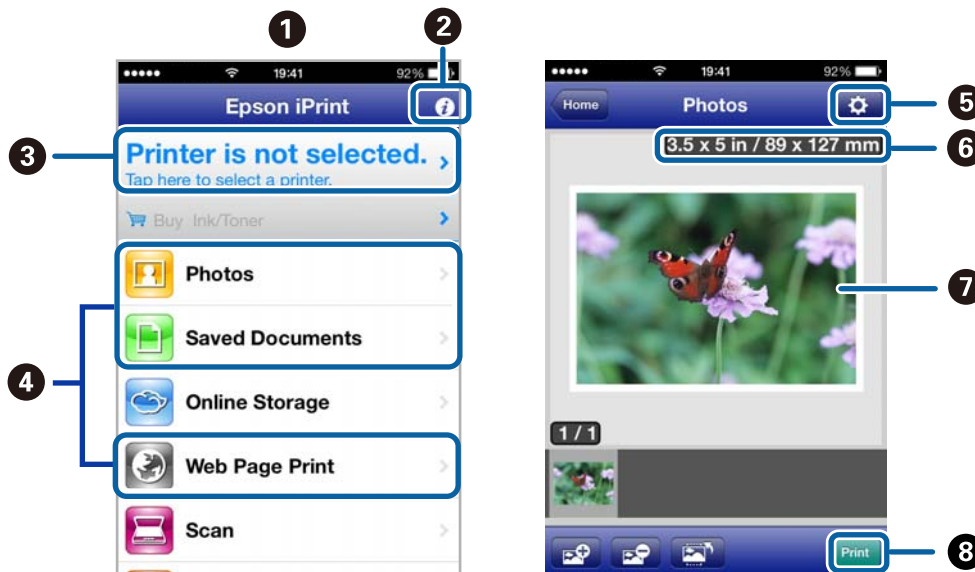 1
2
19:41
92%
Epson iPrint
i
3
Printer is not selected.
Tap here to select a printer.
Buy Ink/Toner
Photos
Saved Documents
4
Online Storage
Web Page Print
Scan
19:41
92%
Home
Photos
5
3.5 x 5 in / 89 x 127 mm
6
7
1/1
Print
8